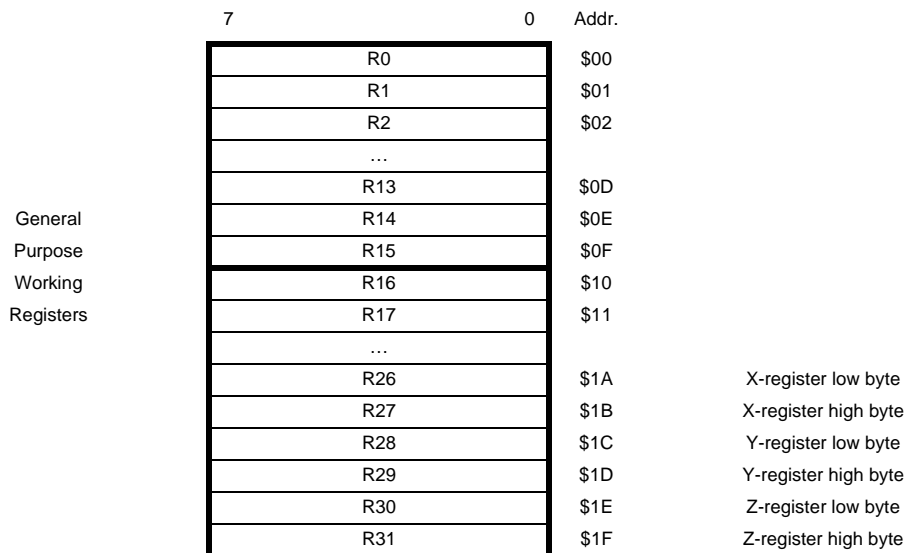 7 0 Addr.
R0 $00
R1 $01
R2 $02
…
R13 $0D
General R14 $0E
Purpose R15 $0F
Working R16 $10
Registers R17 $11
…
R26 $1A X-register low byte
R27 $1B X-register high byte
R28 $1C Y-register low byte
R29 $1D Y-register high byte
R30 $1E Z-register low byte
R31 $1F Z-register high byte